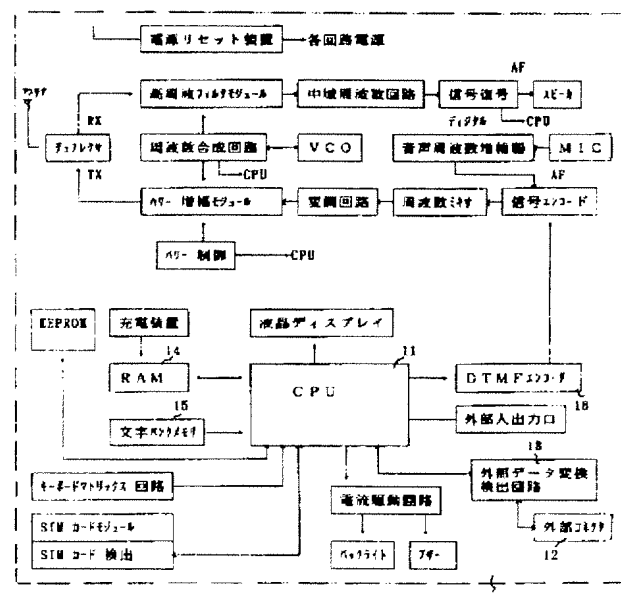 電源リセット装置
各回路電源
アンテナ
高周波フィルタモジュール
中域周波数回路
信号復号
AF
スピーカ
CPU
RX
デュプレクサ
TX
周波数合成回路
VCO
CPU
ディジタル
音声周波数増幅器
MIC
AF
パワー増幅モジュール
変調回路
信号エンコード
パワー制御
CPU
EEPROM
充電装置
液晶ディスプレイ
14
RAM
11
CPU
DTMFエンコーダ
16
15
文字バンクメモリ
外部入出力口
キーボードマトリックス回路
18
外部データ変換
検出回路
SIMカードモジュール
SIMカード検出
電流駆動回路
バックライト
ブザー
外部コネクタ
12